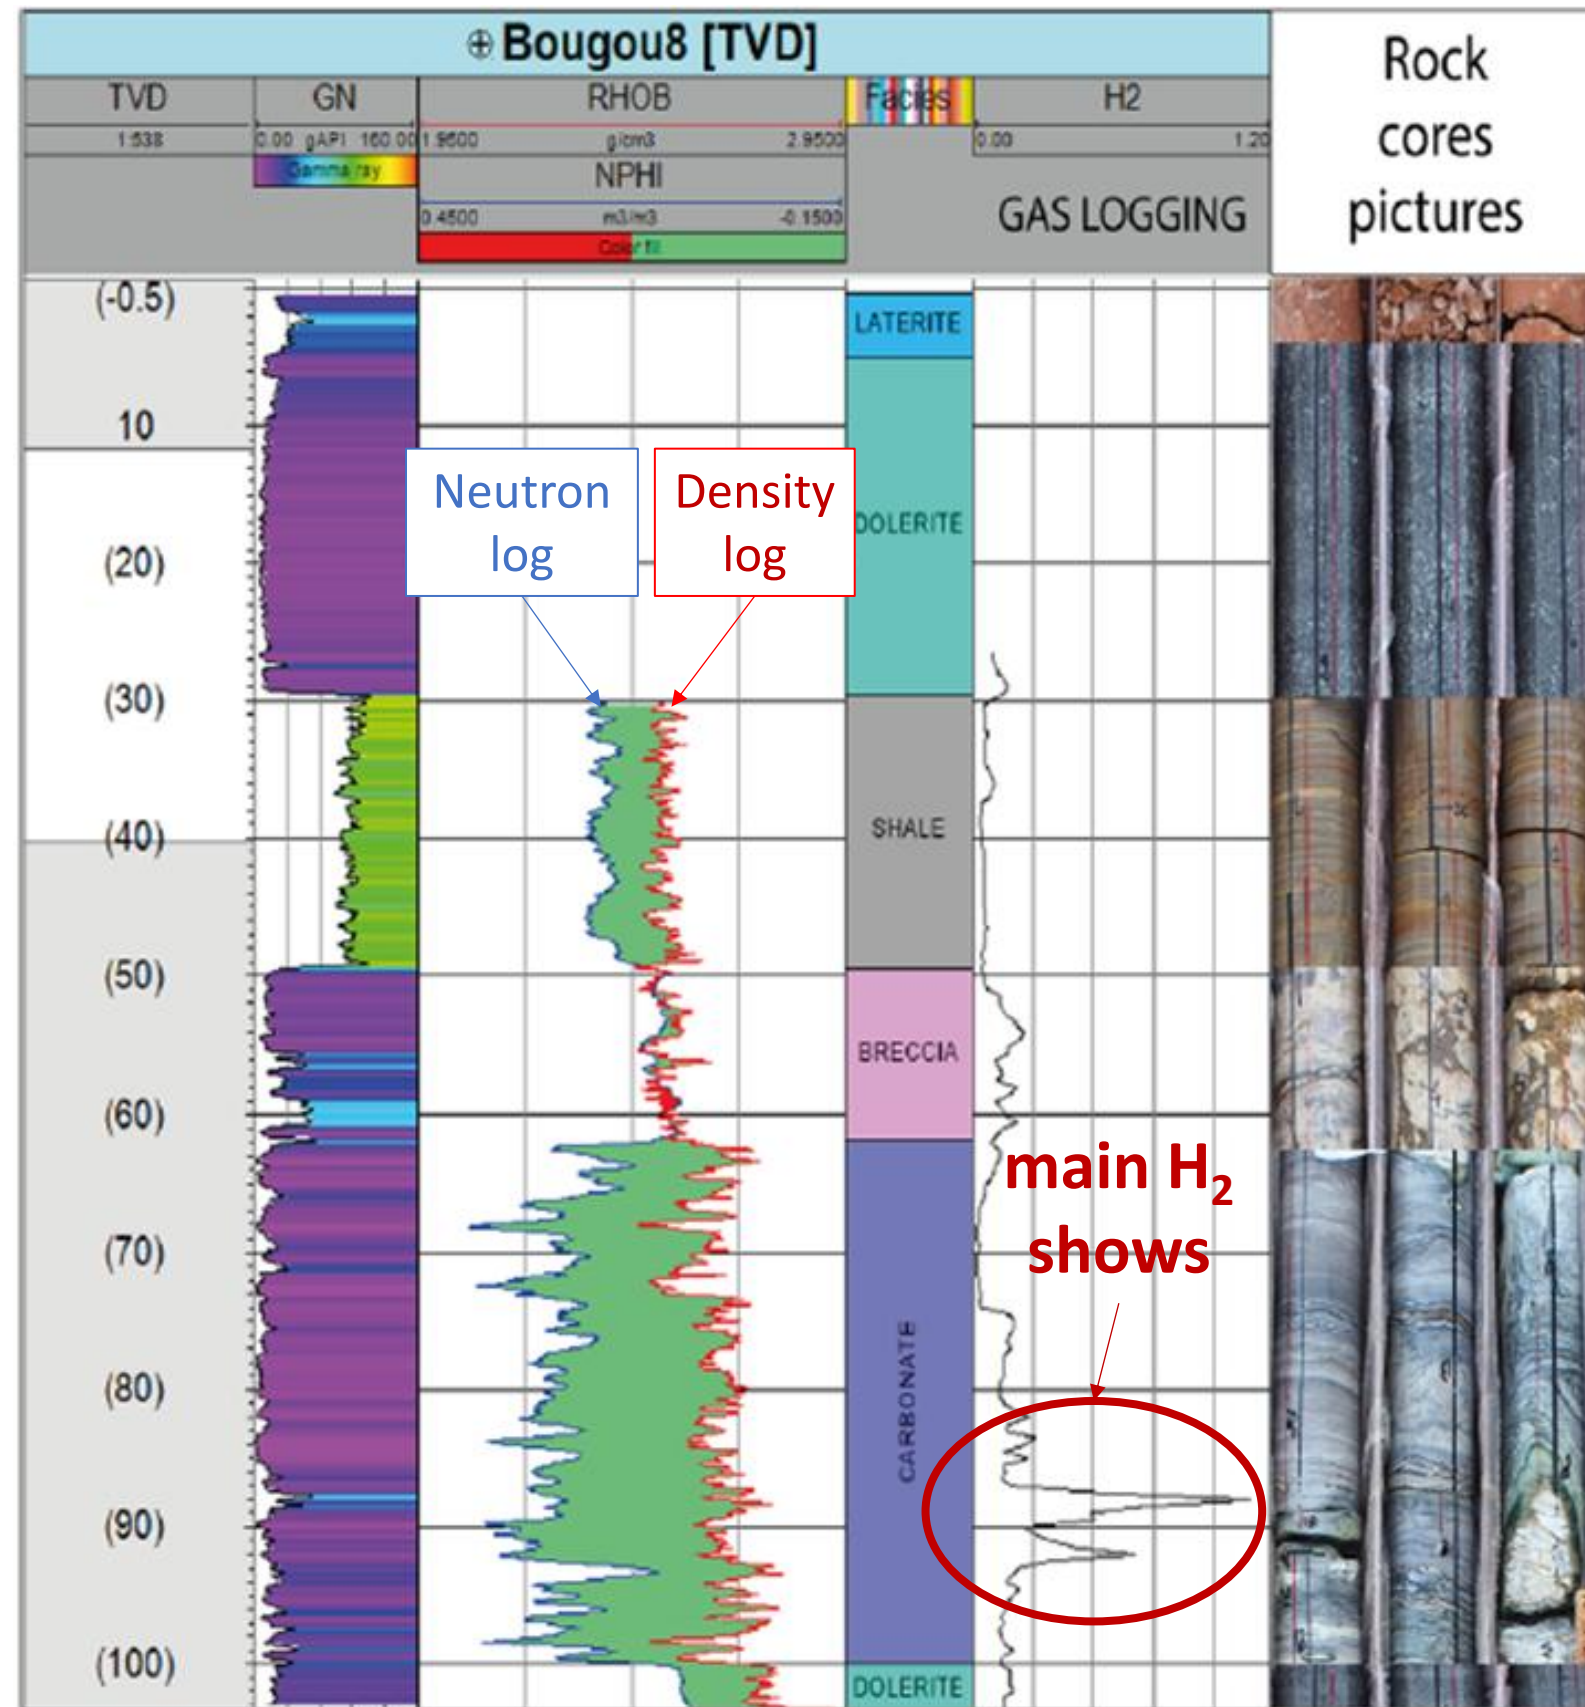 ⊕ Bougou8 [TVD]
Rock
cores
pictures
TVD
GN
RHOB
Facies
H2
1:538
0.00 gAPI 160.00
1.9500 g/cm3 2.9500
0.00 1.20
Gamma ray
NPHI
0.4500 m3/m3 -0.1500
Color fill
GAS LOGGING
(-0.5)
LATERITE
10
Neutron
log
Density
log
DOLERITE
(20)
(30)
SHALE
(40)
(50)
BRECCIA
(60)
main H₂
shows
(70)
CARBONATE
(80)
(90)
(100)
DOLERITE